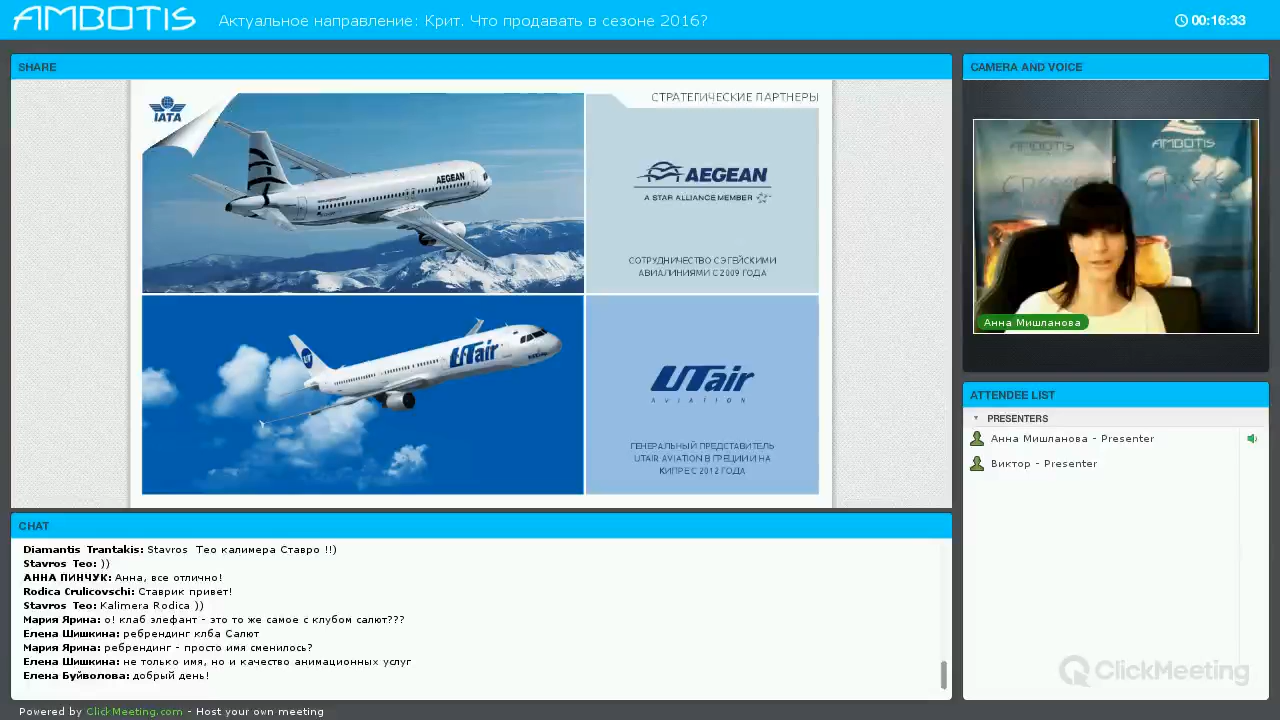 AMBOTIS
Актуальное направление: Крит. Что продавать в сезоне 2016?
00:16:33
SHARE
IATA
AEGEAN
СТРАТЕГИЧЕСКИЕ ПАРТНЕРЫ
AEGEAN
A STAR ALLIANCE MEMBER
СОТРУДНИЧЕСТВО С ЭГЕЙСКИМИ
АВИАЛИНИЯМИ С 2009 ГОДА
UT
UTair
UTair
AVIATION
ГЕНЕРАЛЬНЫЙ ПРЕДСТАВИТЕЛЬ
UTAIR AVIATION В ГРЕЦИИ И НА
КИПРЕ С 2012 ГОДА
CAMERA AND VOICE
AMBOTIS
AMBOTIS
GREECE
GREECE
Анна Мишланова
ATTENDEE LIST
PRESENTERS
Анна Мишланова - Presenter
Виктор - Presenter
CHAT
Diamantis Trantakis: Stavros Тео калимера Ставро !!)
Stavros Teo: ))
АННА ПИНЧУК: Анна, все отлично!
Rodica Crulicovschi: Ставрик привет!
Stavros Teo: Kalimera Rodica ))
Мария Ярина: о! клаб элефант - это то же самое с клубом салют???
Елена Шишкина: ребрендинг клба Салют
Мария Ярина: ребрендинг - просто имя сменилось?
Елена Шишкина: не только имя, но и качество анимационных услуг
Елена Буйволова: добрый день!
ClickMeeting
Powered by ClickMeeting.com - Host your own meeting